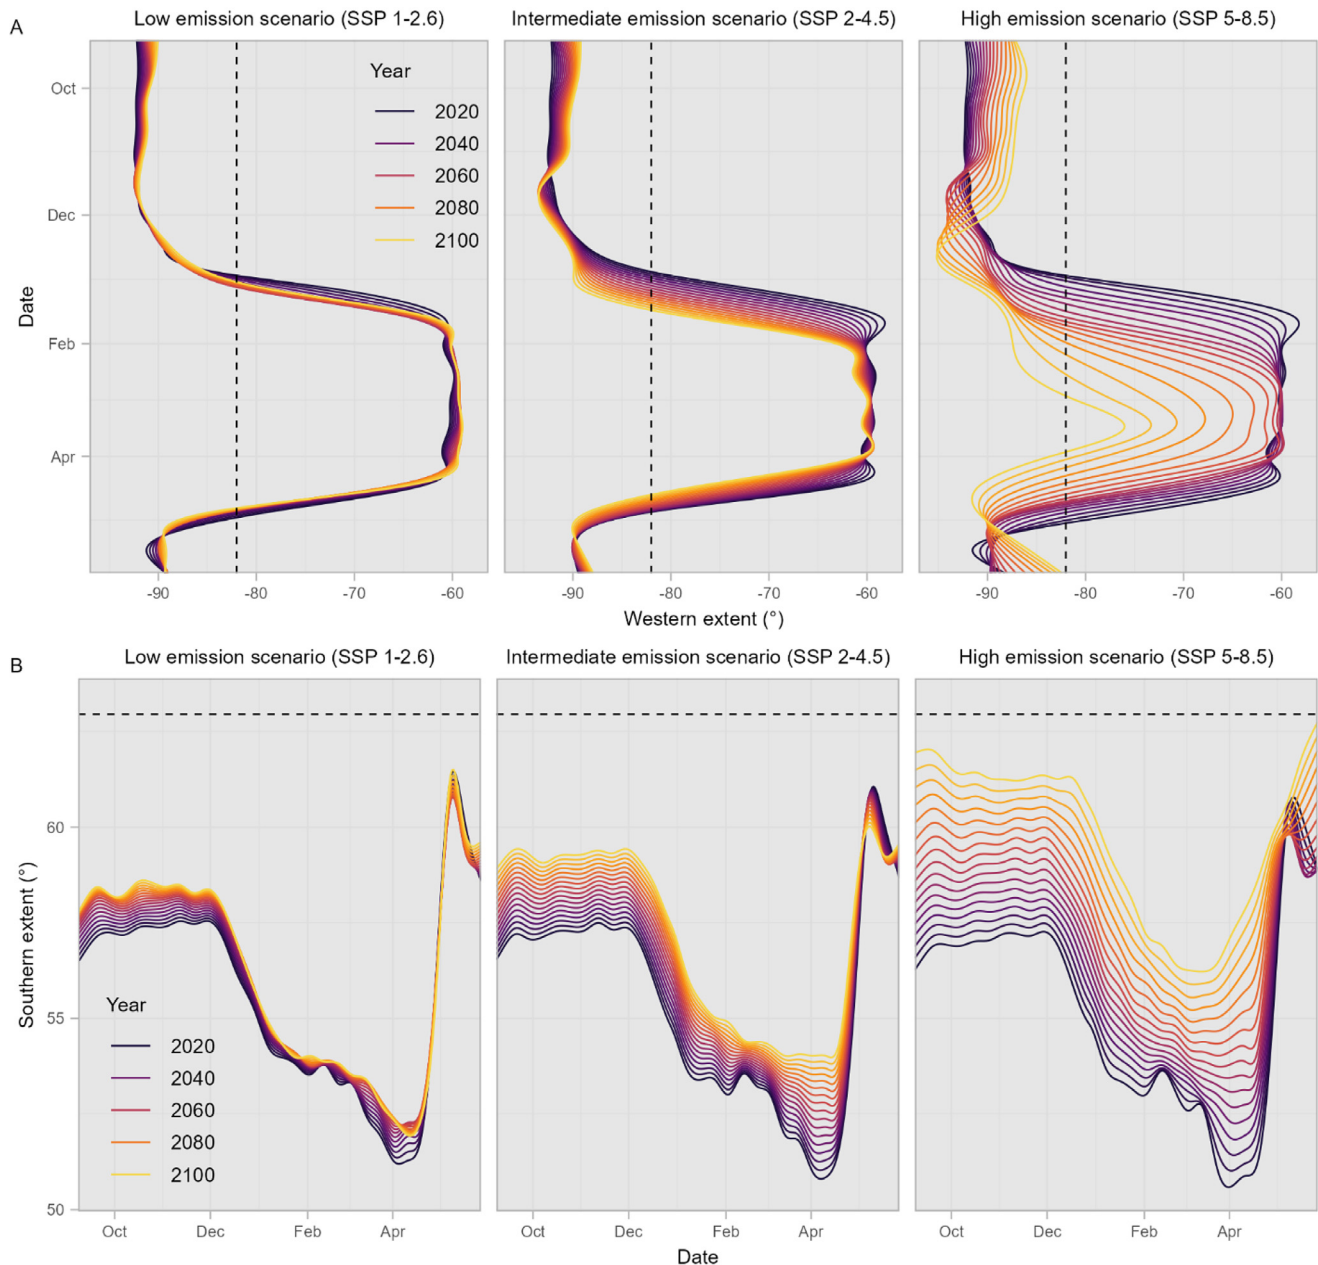 A
Low emission scenario (SSP 1-2.6)
Intermediate emission scenario (SSP 2-4.5)
High emission scenario (SSP 5-8.5)
Date
Oct
Dec
Feb
Apr
Year
2020
2040
2060
2080
2100
-90
-80
-70
-60
-90
-80
-70
-60
-90
-80
-70
-60
Western extent (°)
B
Low emission scenario (SSP 1-2.6)
Intermediate emission scenario (SSP 2-4.5)
High emission scenario (SSP 5-8.5)
Southern extent (°)
60
55
50
Year
2020
2040
2060
2080
2100
Oct
Dec
Feb
Apr
Oct
Dec
Feb
Apr
Oct
Dec
Feb
Apr
Date